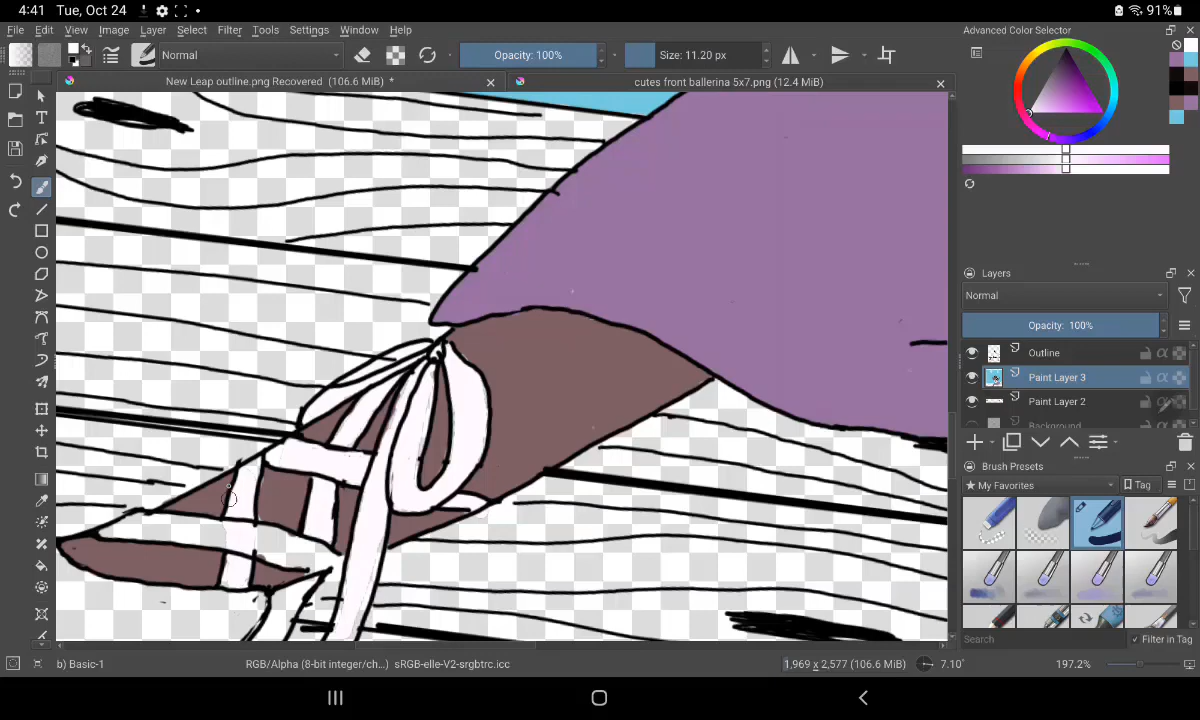 4:41 Tue, Oct 24 91%
File Edit View Image Layer Select Filter Tools Settings Window Help
Advanced Color Selector
Normal
Opacity: 100%
Size: 11.20 px
New Leap outline.png Recovered (106.6 MiB) *
cutes front ballerina 5x7.png (12.4 MiB)
T
Layers
Normal
Opacity: 100%
Outline
Paint Layer 3
Paint Layer 2
Background
Brush Presets
My Favorites
Tag
Search
Filter in Tag
b) Basic-1
RGB/Alpha (8-bit integer/ch...) sRGB-elle-V2-srgbtrc.icc
1,969 x 2,577 (106.6 MiB)
7.10°
197.2%